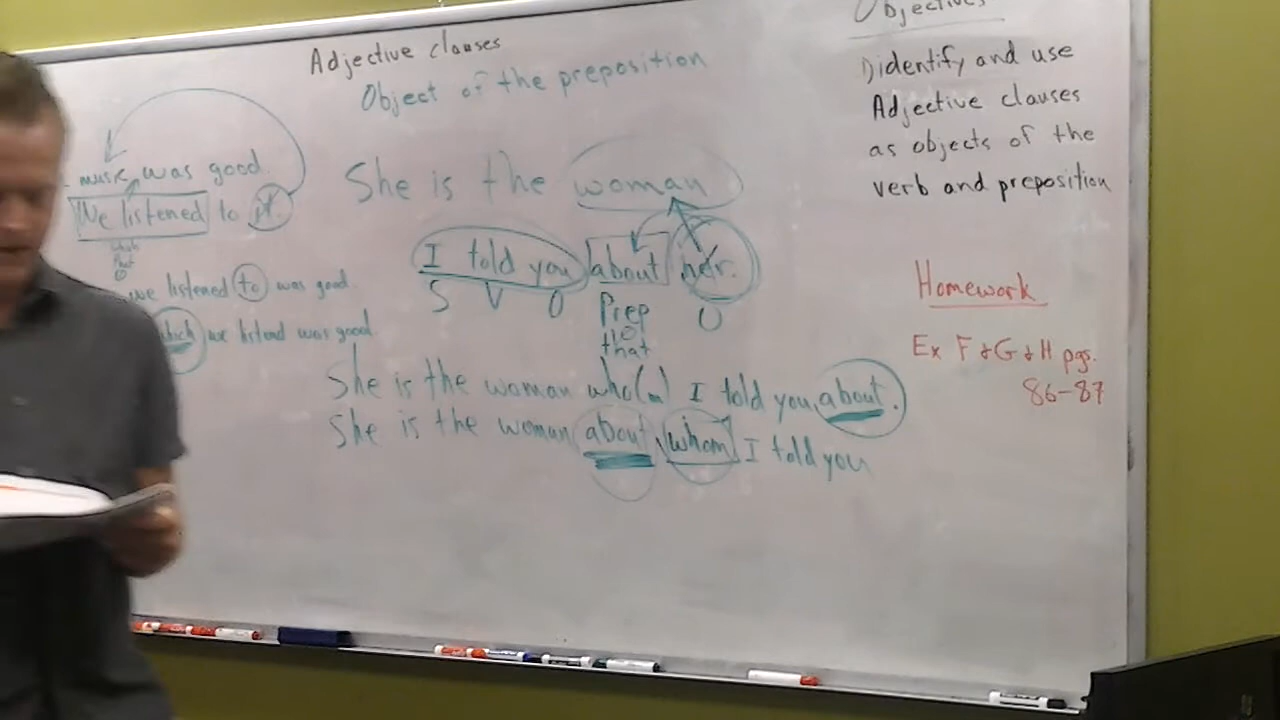 Adjective clauses
Object of the preposition
music was good.
We listened to it.
which
that
Ø
we listened to was good.
which we listend was good.
She is the woman
I told you about her.
S V O Prep O
Ø
that
She is the woman who(m) I told you about.
She is the woman about whom I told you
Objectives
identify and use
Adjective clauses
as objects of the
verb and preposition
Homework
Ex F & G & H pgs.
86-87